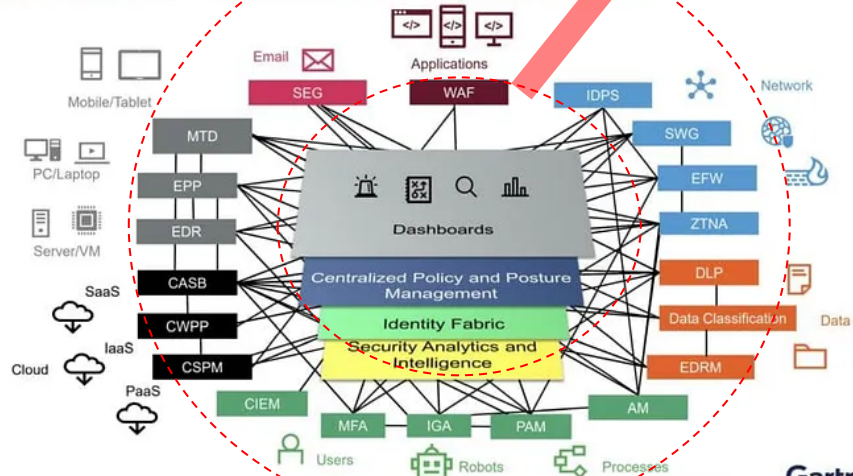 </>
</>
</>
Email
Applications
Mobile/Tablet
Network
SEG
WAF
IDPS
MTD
SWG
PC/Laptop
EPP
EFW
EDR
ZTNA
Server/VM
Dashboards
CASB
DLP
SaaS
Centralized Policy and Posture
Management
CWPP
Identity Fabric
Data Classification
Data
IaaS
Security Analytics and
Intelligence
Cloud
CSPM
EDRM
PaaS
CIEM
AM
MFA
IGA
PAM
Users
Robots
Processes